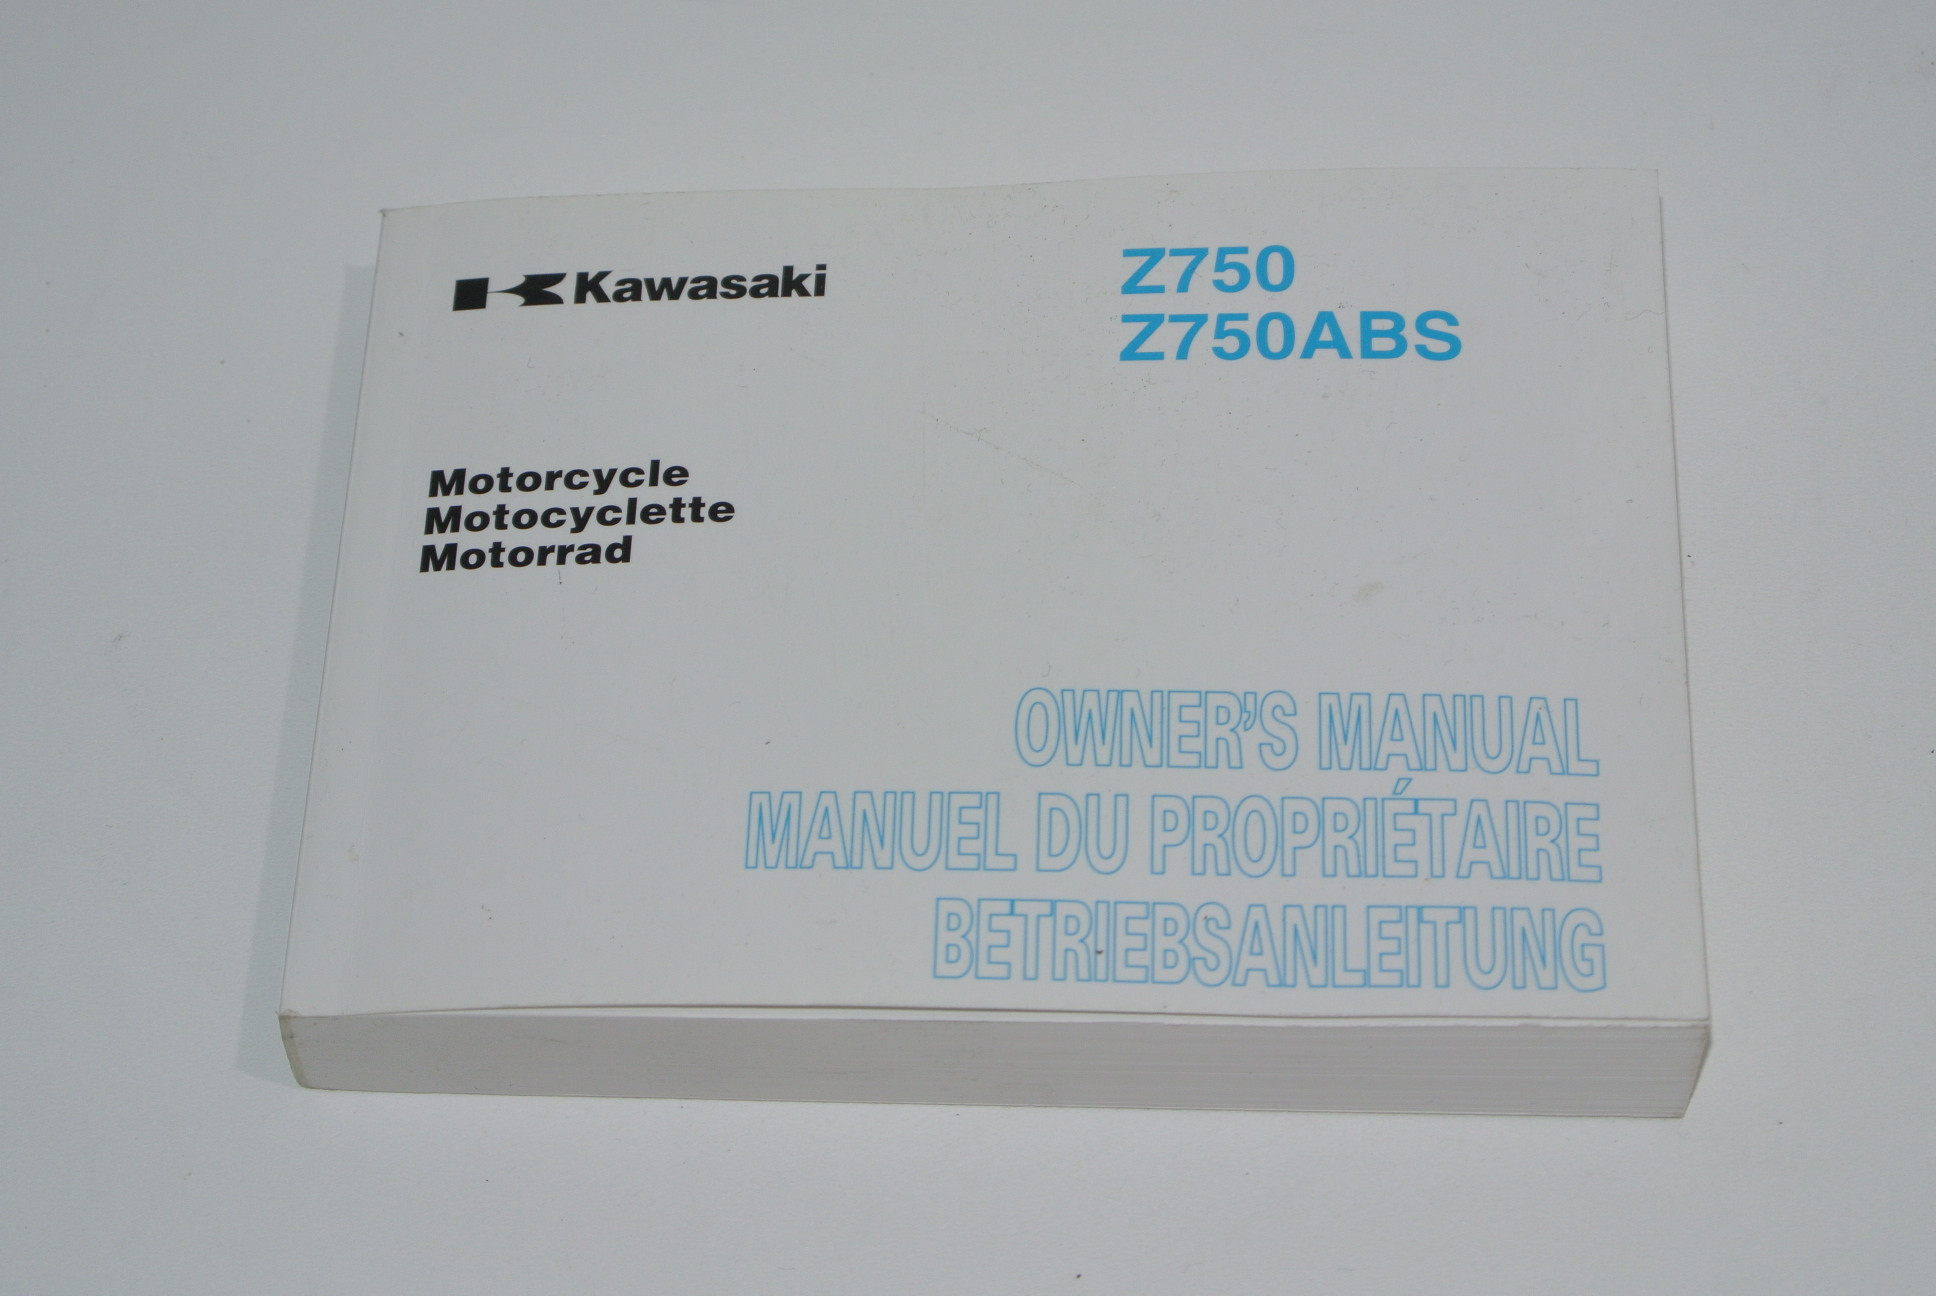 Kawasaki
Z750
Z750ABS
Motorcycle
Motocyclette
Motorrad
OWNER'S MANUAL
MANUEL DU PROPRIÉTAIRE
BETRIEBSANLEITUNG